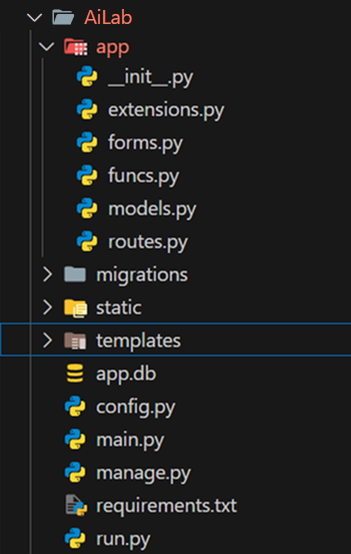 AiLab
app
__init__.py
extensions.py
forms.py
funcs.py
models.py
routes.py
migrations
static
templates
app.db
config.py
main.py
manage.py
requirements.txt
run.py